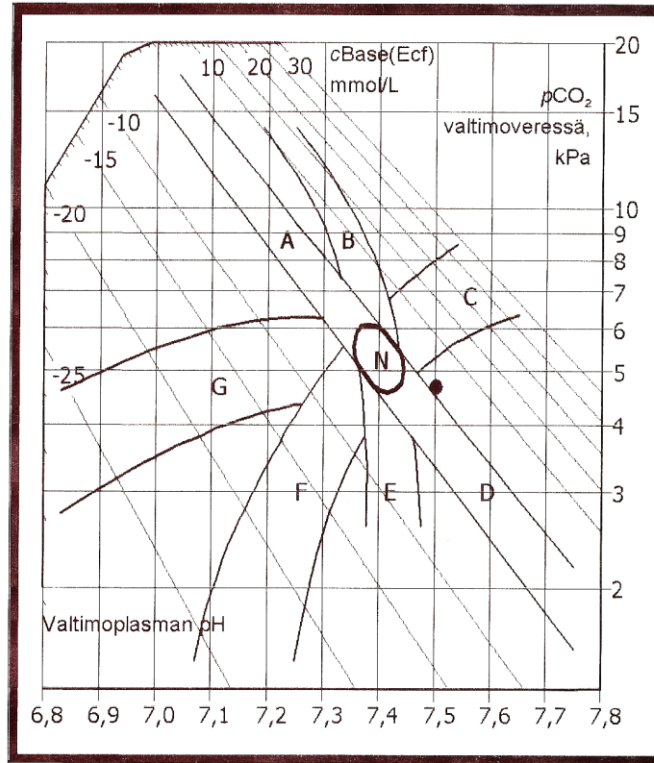 cBase(Ecf)
mmol/L
10 20 30
-10
-15
-20
-25
pCO₂
valtimoveressä,
kPa
20
15
10
9
8
7
6
5
4
3
2
A
B
C
N
G
F
E
D
Valtimoplasman pH
6,8 6,9 7,0 7,1 7,2 7,3 7,4 7,5 7,6 7,7 7,8